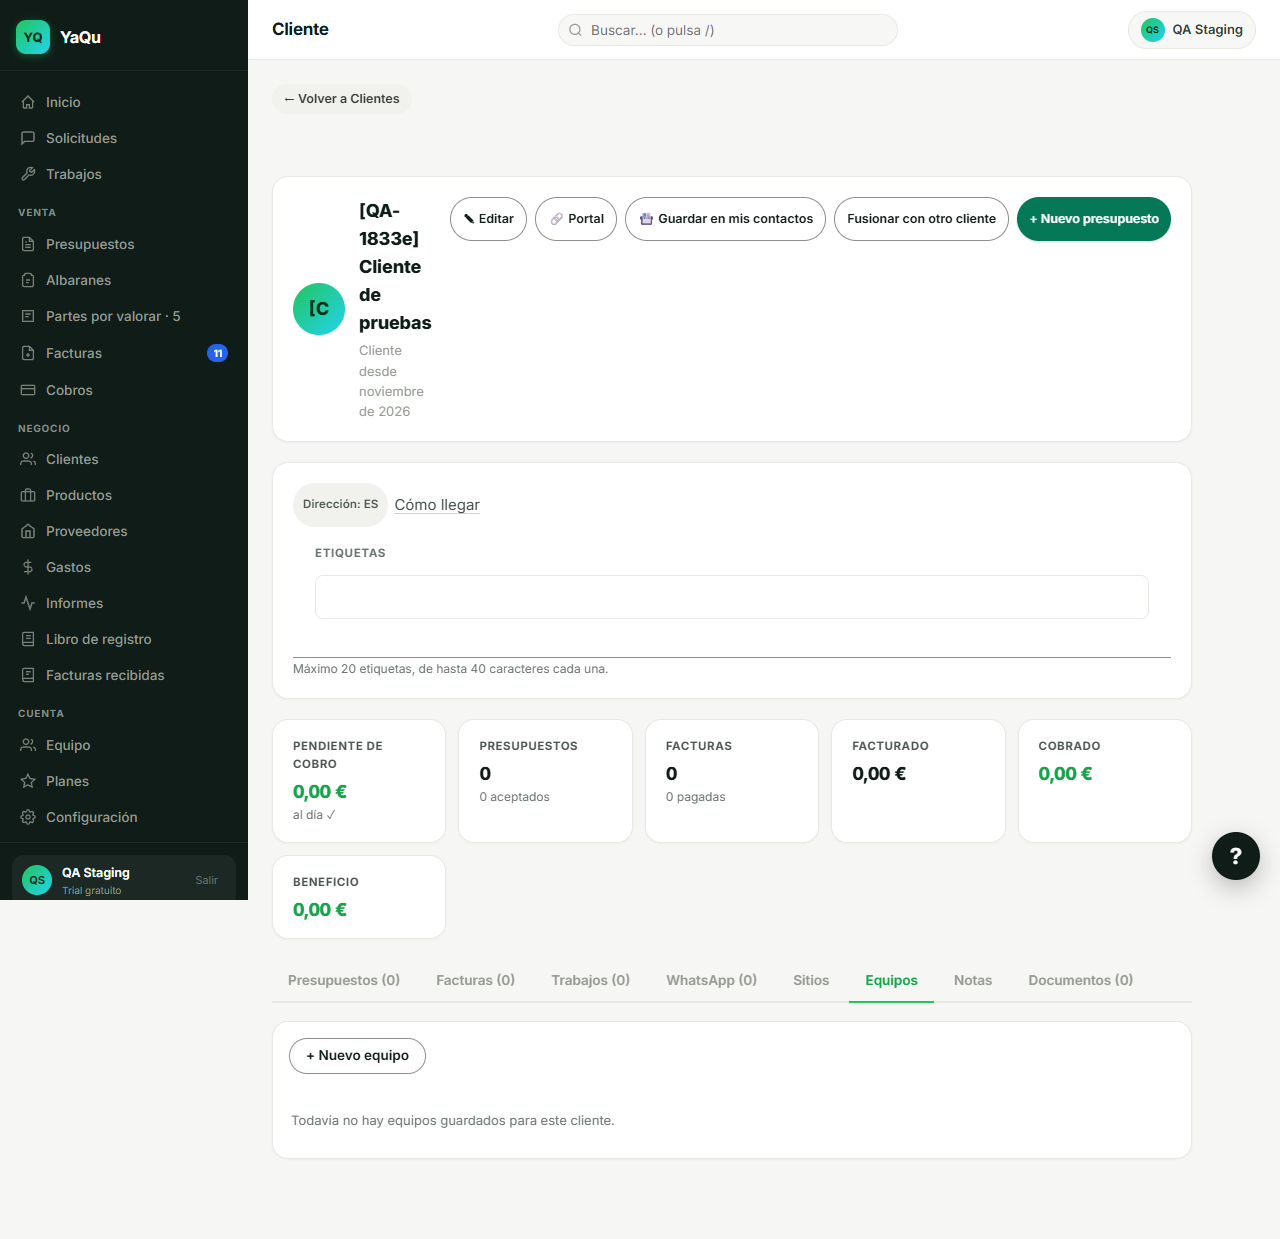 YQ YaQu
Cliente
Buscar... (o pulsa /)
QS QA Staging
Inicio
Solicitudes
Trabajos
VENTA
Presupuestos
Albaranes
Partes por valorar · 5
Facturas 11
Cobros
NEGOCIO
Clientes
Productos
Proveedores
Gastos
Informes
Libro de registro
Facturas recibidas
CUENTA
Equipo
Planes
Configuración
QS QA Staging
Trial gratuito
Salir
← Volver a Clientes
[C
[QA-
1833e]
Cliente
de
pruebas
Cliente
desde
noviembre
de 2026
Editar
Portal
Guardar en mis contactos
Fusionar con otro cliente
+ Nuevo presupuesto
Dirección: ES Cómo llegar
ETIQUETAS
Máximo 20 etiquetas, de hasta 40 caracteres cada una.
PENDIENTE DE
COBRO
0,00 €
al día ✓
PRESUPUESTOS
0
0 aceptados
FACTURAS
0
0 pagadas
FACTURADO
0,00 €
COBRADO
0,00 €
BENEFICIO
0,00 €
Presupuestos (0) Facturas (0) Trabajos (0) WhatsApp (0) Sitios Equipos Notas Documentos (0)
+ Nuevo equipo
Todavía no hay equipos guardados para este cliente.
?